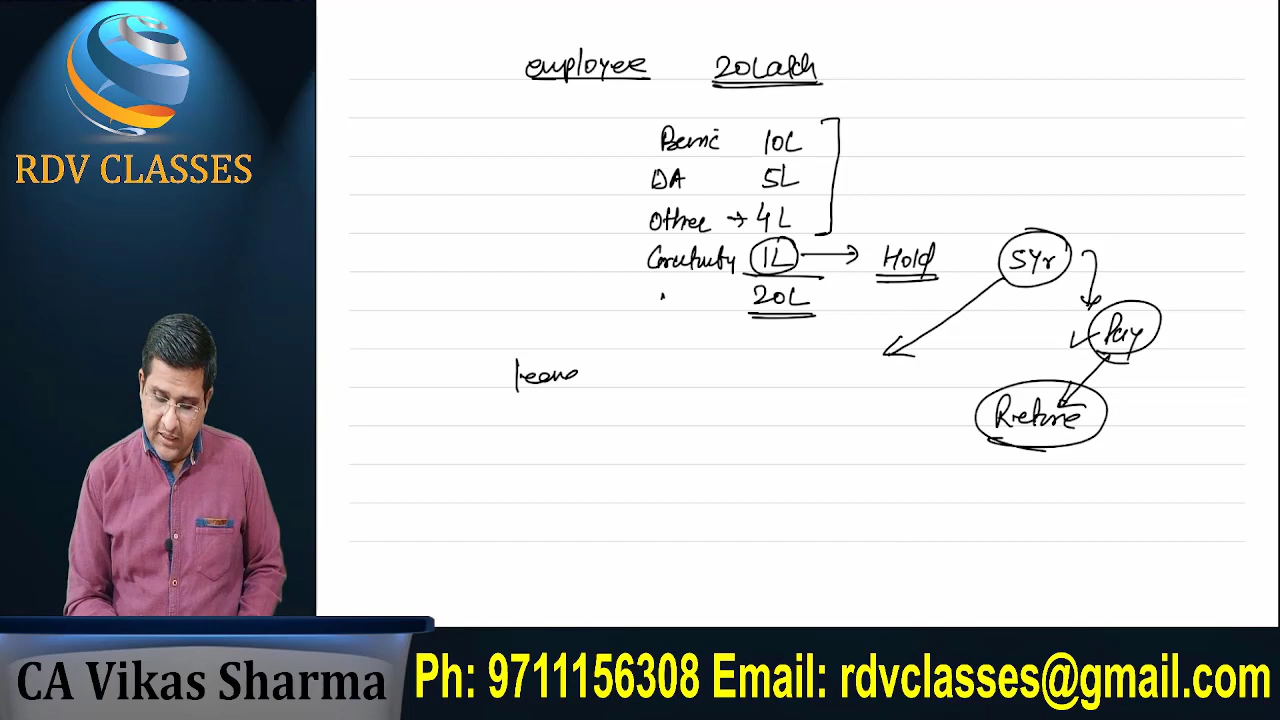 RDV CLASSES
employee 20Lakh
Basic 10L
DA 5L
Other → 4L
Gratuity 1L → Hold 5Yr
20L
Pay
Retire
CA Vikas Sharma
Ph: 9711156308 Email: rdvclasses@gmail.com